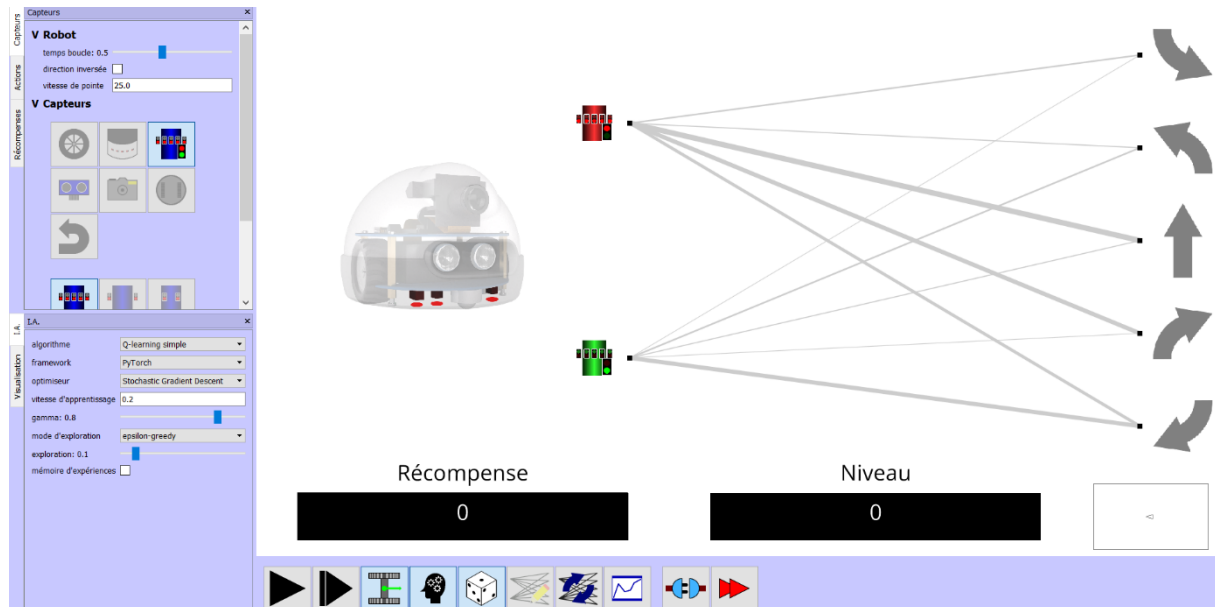 Capteurs
Capteurs
Actions
Récompenses
V Robot
temps boucle: 0.5
direction inversée
vitesse de pointe 25.0
V Capteurs
I.A.
Visualisation
I.A.
algorithme Q-learning simple
framework PyTorch
optimiseur Stochastic Gradient Descent
vitesse d'apprentissage 0.2
gamma: 0.8
mode d'exploration epsilon-greedy
exploration: 0.1
mémoire d'expériences
Récompense
0
Niveau
0